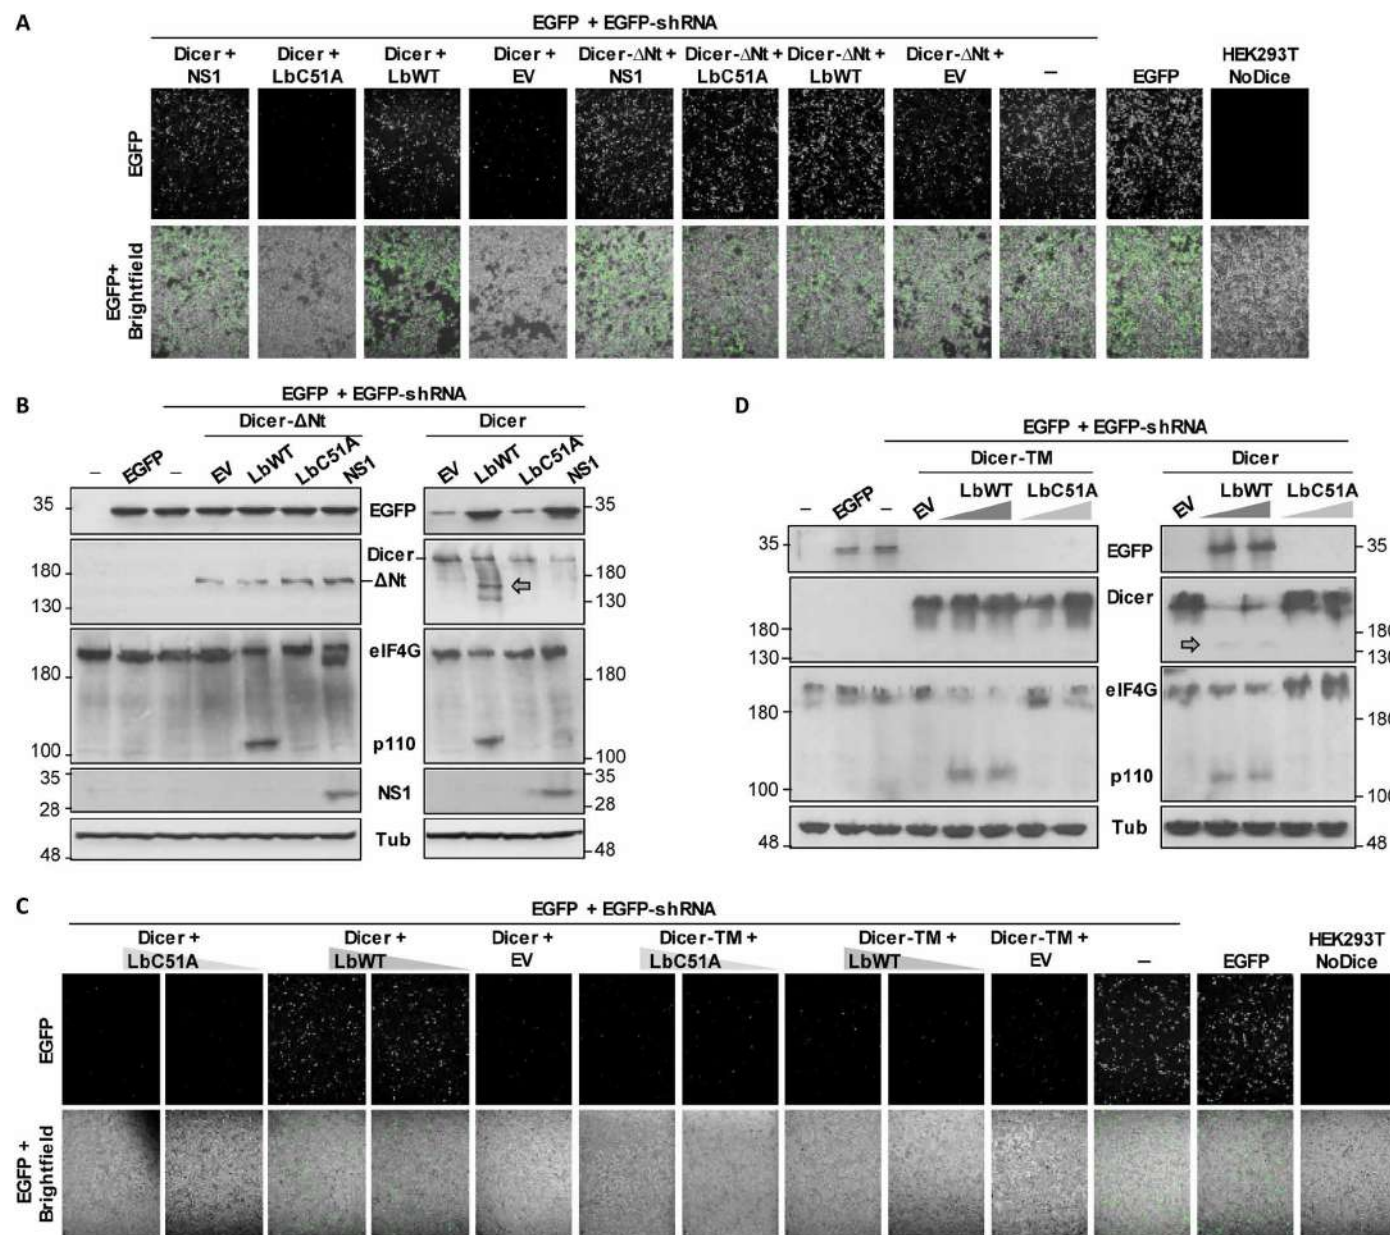 A
EGFP + EGFP-shRNA
Dicer + Dicer + Dicer + Dicer + Dicer-ΔNt + Dicer-ΔNt + Dicer-ΔNt + Dicer-ΔNt + HEK293T
NS1 LbC51A LbWT EV NS1 LbC51A LbWT EV – EGFP NoDice
EGFP
EGFP+
Brightfield
B
EGFP + EGFP-shRNA
Dicer-ΔNt Dicer
– EGFP – EV LbWT LbC51A NS1 EV LbWT LbC51A NS1
35 EGFP 35
Dicer
180 ΔNt 180
130 130
eIF4G
180 180
100 p110 100
35 NS1 35
28 28
Tub
48 48
D
EGFP + EGFP-shRNA
Dicer-TM Dicer
– EGFP – EV LbWT LbC51A EV LbWT LbC51A
35 EGFP 35
Dicer
180 180
130 130
eIF4G
180 180
p110
100 100
Tub
48 48
C
EGFP + EGFP-shRNA
Dicer + Dicer + Dicer + Dicer-TM + Dicer-TM + Dicer-TM + HEK293T
LbC51A LbWT EV LbC51A LbWT EV – EGFP NoDice
EGFP
EGFP +
Brightfield